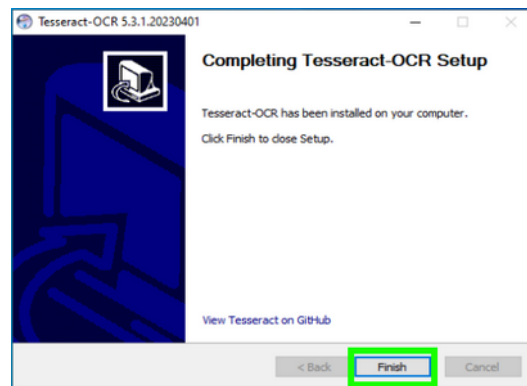 Tesseract-OCR 5.3.1.20230401
Completing Tesseract-OCR Setup
Tesseract-OCR has been installed on your computer.
Click Finish to close Setup.
View Tesseract on GitHub
< Back Finish Cancel